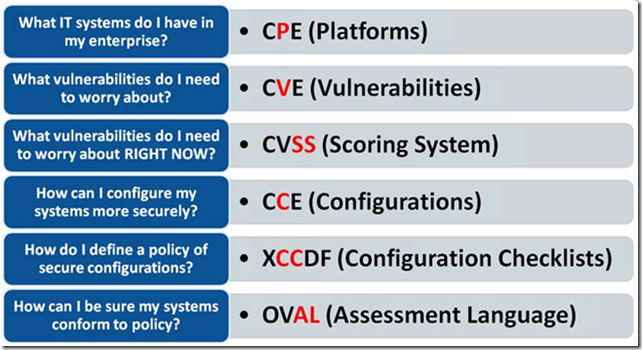 What IT systems do I have in
my enterprise?
• CPE (Platforms)
What vulnerabilities do I need
to worry about?
• CVE (Vulnerabilities)
What vulnerabilities do I need
to worry about RIGHT NOW?
• CVSS (Scoring System)
How can I configure my
systems more securely?
• CCE (Configurations)
How do I define a policy of
secure configurations?
• XCCDF (Configuration Checklists)
How can I be sure my systems
conform to policy?
• OVAL (Assessment Language)